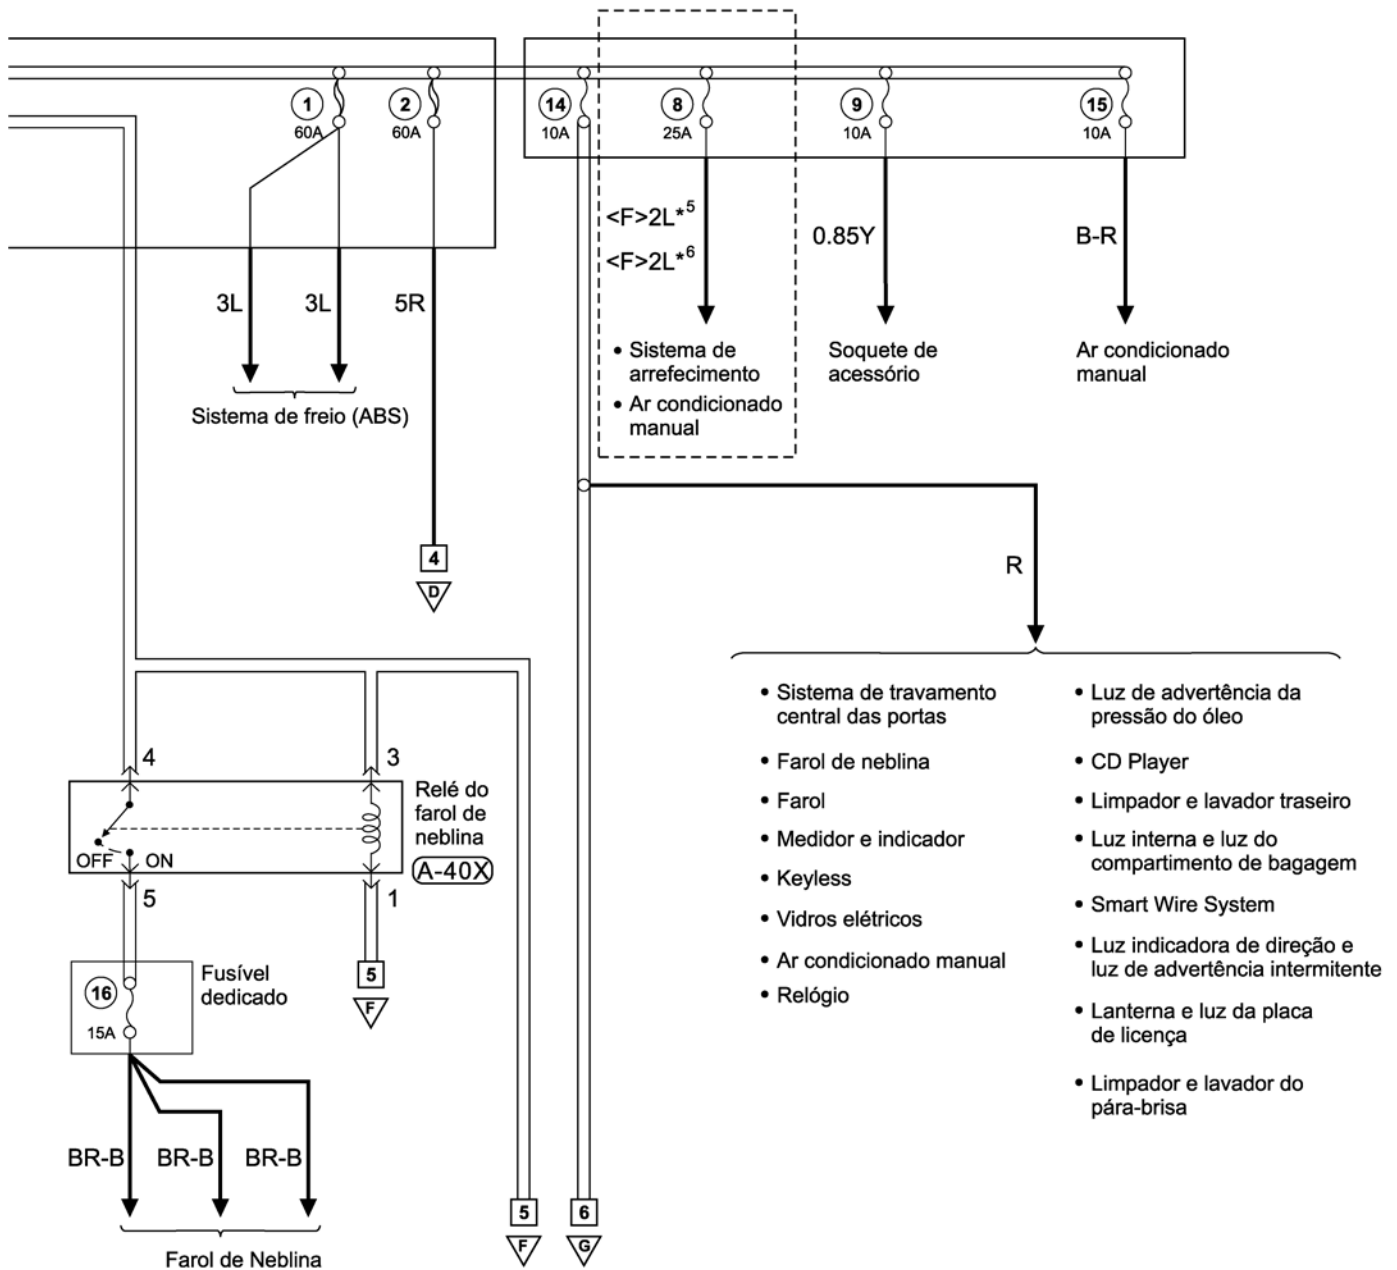 1
60A
2
60A
14
10A
8
25A
9
10A
15
10A
<F>2L*5
<F>2L*6
0.85Y
B-R
3L
3L
5R
Sistema de freio (ABS)
• Sistema de
arrefecimento
• Ar condicionado
manual
Soquete de
acessório
Ar condicionado
manual
4
D
R
• Sistema de travamento
central das portas
• Farol de neblina
• Farol
• Medidor e indicador
• Keyless
• Vidros elétricos
• Ar condicionado manual
• Relógio
• Luz de advertência da
pressão do óleo
• CD Player
• Limpador e lavador traseiro
• Luz interna e luz do
compartimento de bagagem
• Smart Wire System
• Luz indicadora de direção e
luz de advertência intermitente
• Lanterna e luz da placa
de licença
• Limpador e lavador do
pára-brisa
4
3
Relé do
farol de
neblina
A-40X
OFF
ON
5
1
5
F
16
15A
Fusível
dedicado
BR-B
BR-B
BR-B
Farol de Neblina
5
F
6
G